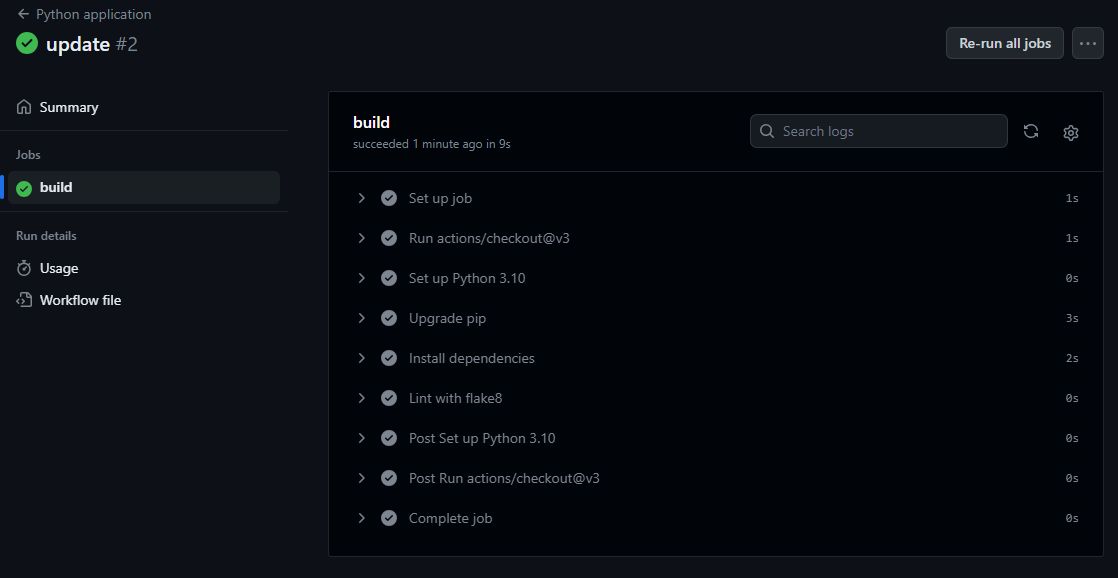 Python application
update #2
Re-run all jobs
Summary
Jobs
build
Run details
Usage
Workflow file
build
succeeded 1 minute ago in 9s
Search logs
Set up job 1s
Run actions/checkout@v3 1s
Set up Python 3.10 0s
Upgrade pip 3s
Install dependencies 2s
Lint with flake8 0s
Post Set up Python 3.10 0s
Post Run actions/checkout@v3 0s
Complete job 0s